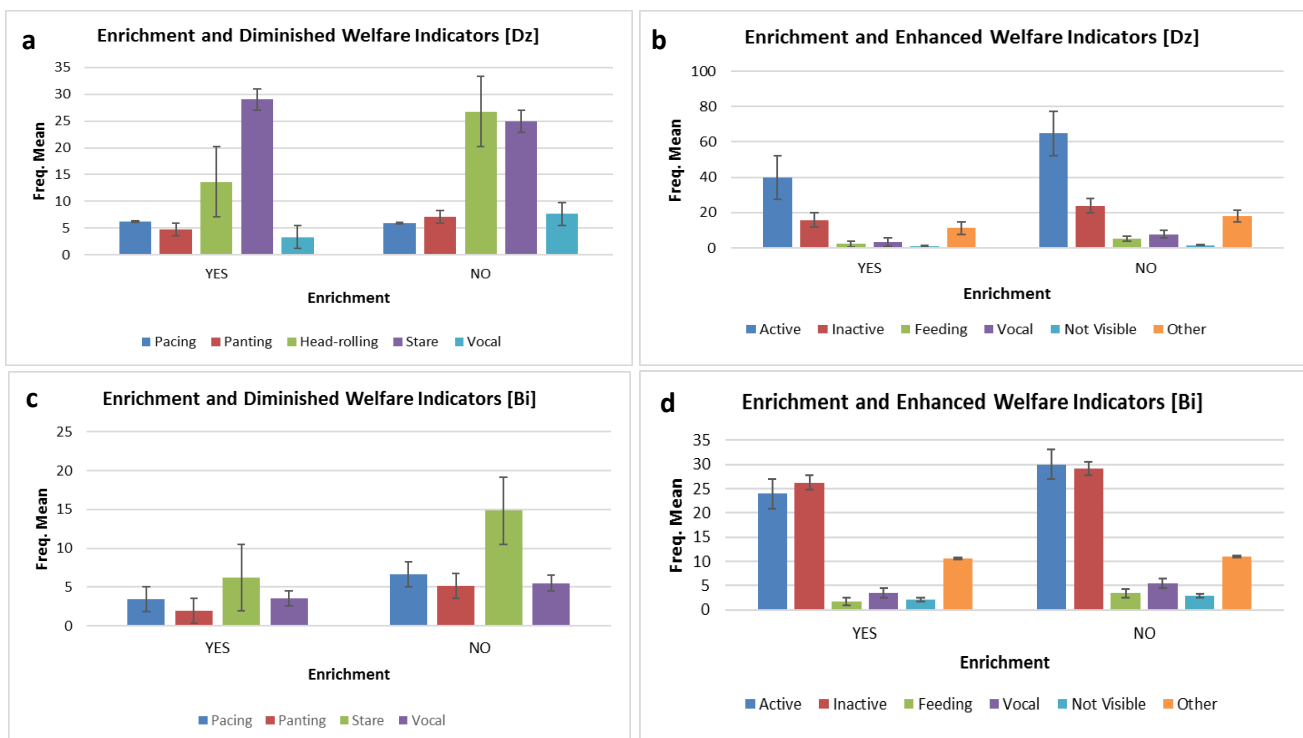 a
Enrichment and Diminished Welfare Indicators [Dz]
35
30
25
20
15
10
5
0
Freq. Mean
YES NO
Enrichment
Pacing Panting Head-rolling Stare Vocal
b
Enrichment and Enhanced Welfare Indicators [Dz]
100
80
60
40
20
0
Freq. Mean
YES NO
Enrichment
Active Inactive Feeding Vocal Not Visible Other
c
Enrichment and Diminished Welfare Indicators [Bi]
25
20
15
10
5
0
Freq. Mean
YES NO
Enrichment
Pacing Panting Stare Vocal
d
Enrichment and Enhanced Welfare Indicators [Bi]
35
30
25
20
15
10
5
0
Freq. Mean
YES NO
Enrichment
Active Inactive Feeding Vocal Not Visible Other